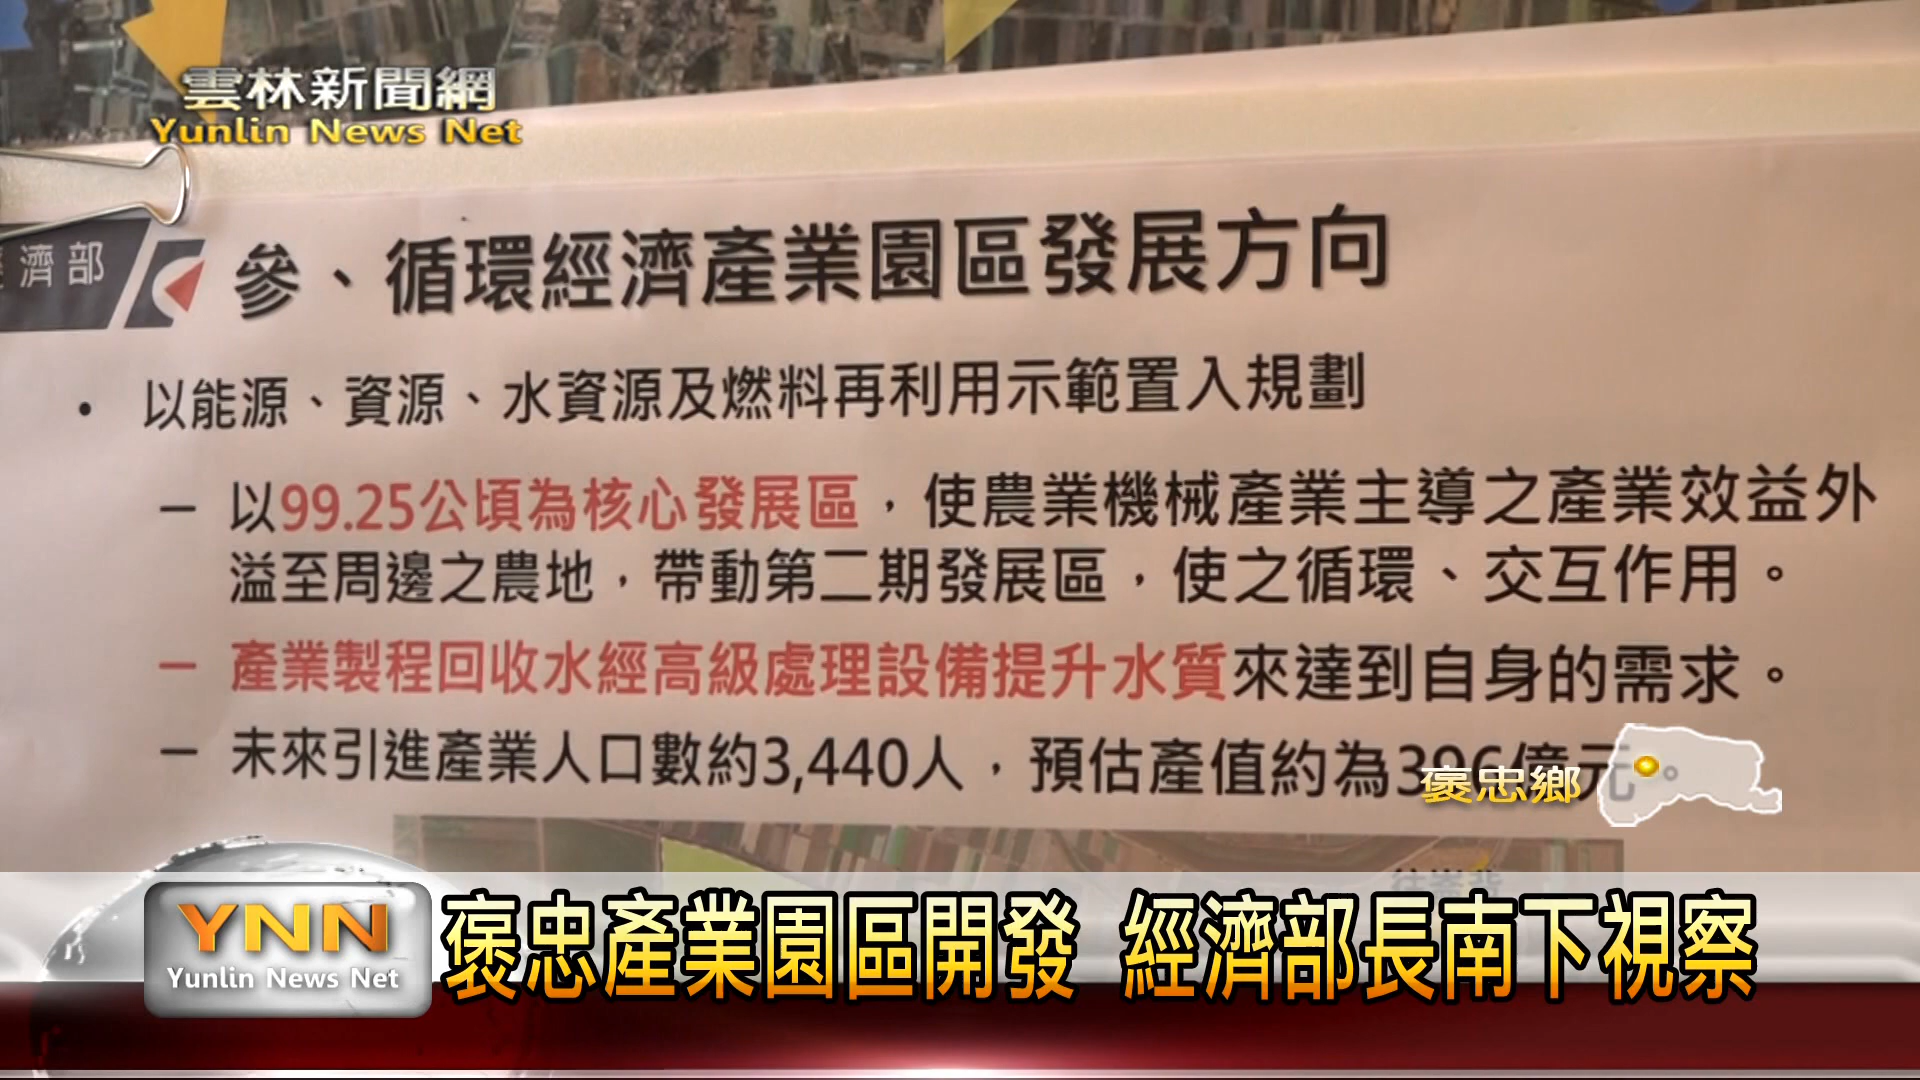 雲林新聞網
Yunlin News Net
濟部
參、循環經濟產業園區發展方向
• 以能源、資源、水資源及燃料再利用示範置入規劃
– 以99.25公頃為核心發展區，使農業機械產業主導之產業效益外
溢至周邊之農地，帶動第二期發展區，使之循環、交互作用。
– 產業製程回收水經高級處理設備提升水質來達到自身的需求。
– 未來引進產業人口數約3,440人，預估產值約為396億元。
褒忠鄉
YNN
Yunlin News Net
褒忠產業園區開發 經濟部長南下視察